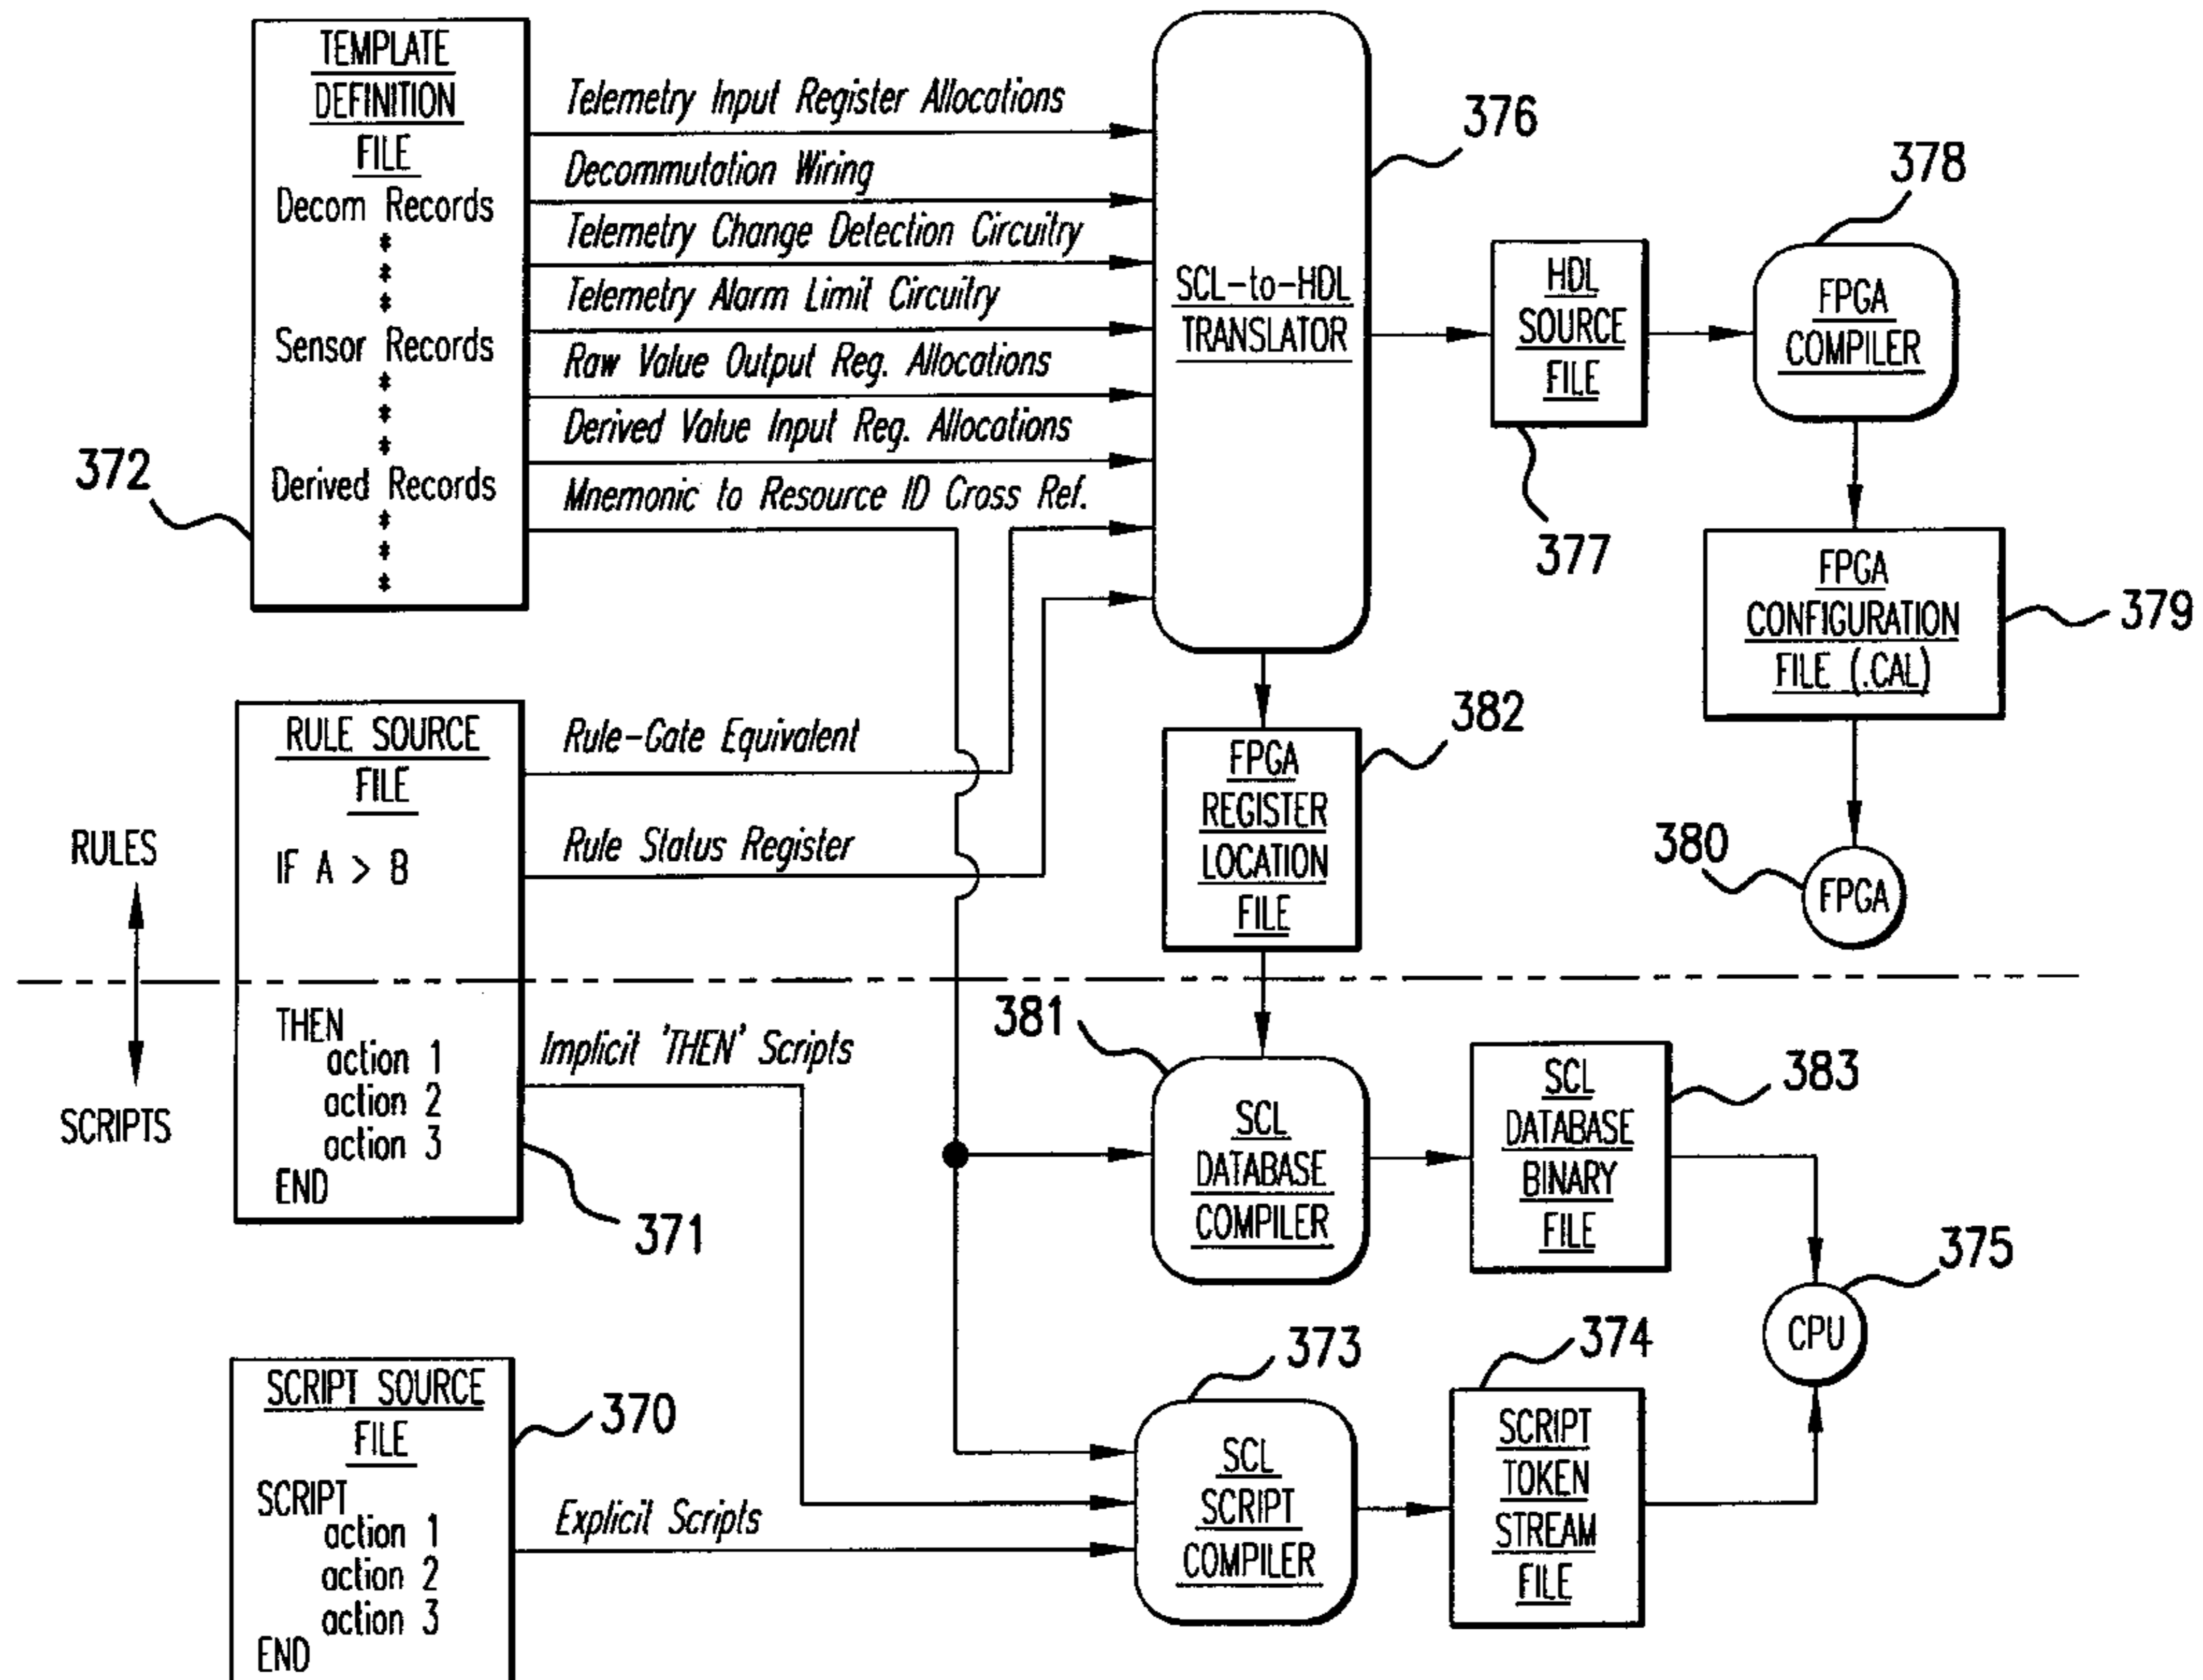 TEMPLATE
DEFINITION
FILE
Decom Records
Sensor Records
Derived Records
372
Telemetry Input Register Allocations
Decommutation Wiring
Telemetry Change Detection Circuitry
Telemetry Alarm Limit Circuitry
Raw Value Output Reg. Allocations
Derived Value Input Reg. Allocations
Mnemonic to Resource ID Cross Ref.
SCL-to-HDL
TRANSLATOR
376
HDL
SOURCE
FILE
377
378
FPGA
COMPILER
FPGA
CONFIGURATION
FILE (.CAL)
379
380
FPGA
RULE SOURCE
FILE
IF A > B
Rule-Gate Equivalent
Rule Status Register
382
FPGA
REGISTER
LOCATION
FILE
RULES
SCRIPTS
THEN
action 1
action 2
action 3
END
371
Implicit 'THEN' Scripts
381
SCL
DATABASE
COMPILER
SCL
DATABASE
BINARY
FILE
383
375
CPU
SCRIPT SOURCE
FILE
SCRIPT
action 1
action 2
action 3
END
370
Explicit Scripts
373
SCL
SCRIPT
COMPILER
374
SCRIPT
TOKEN
STREAM
FILE